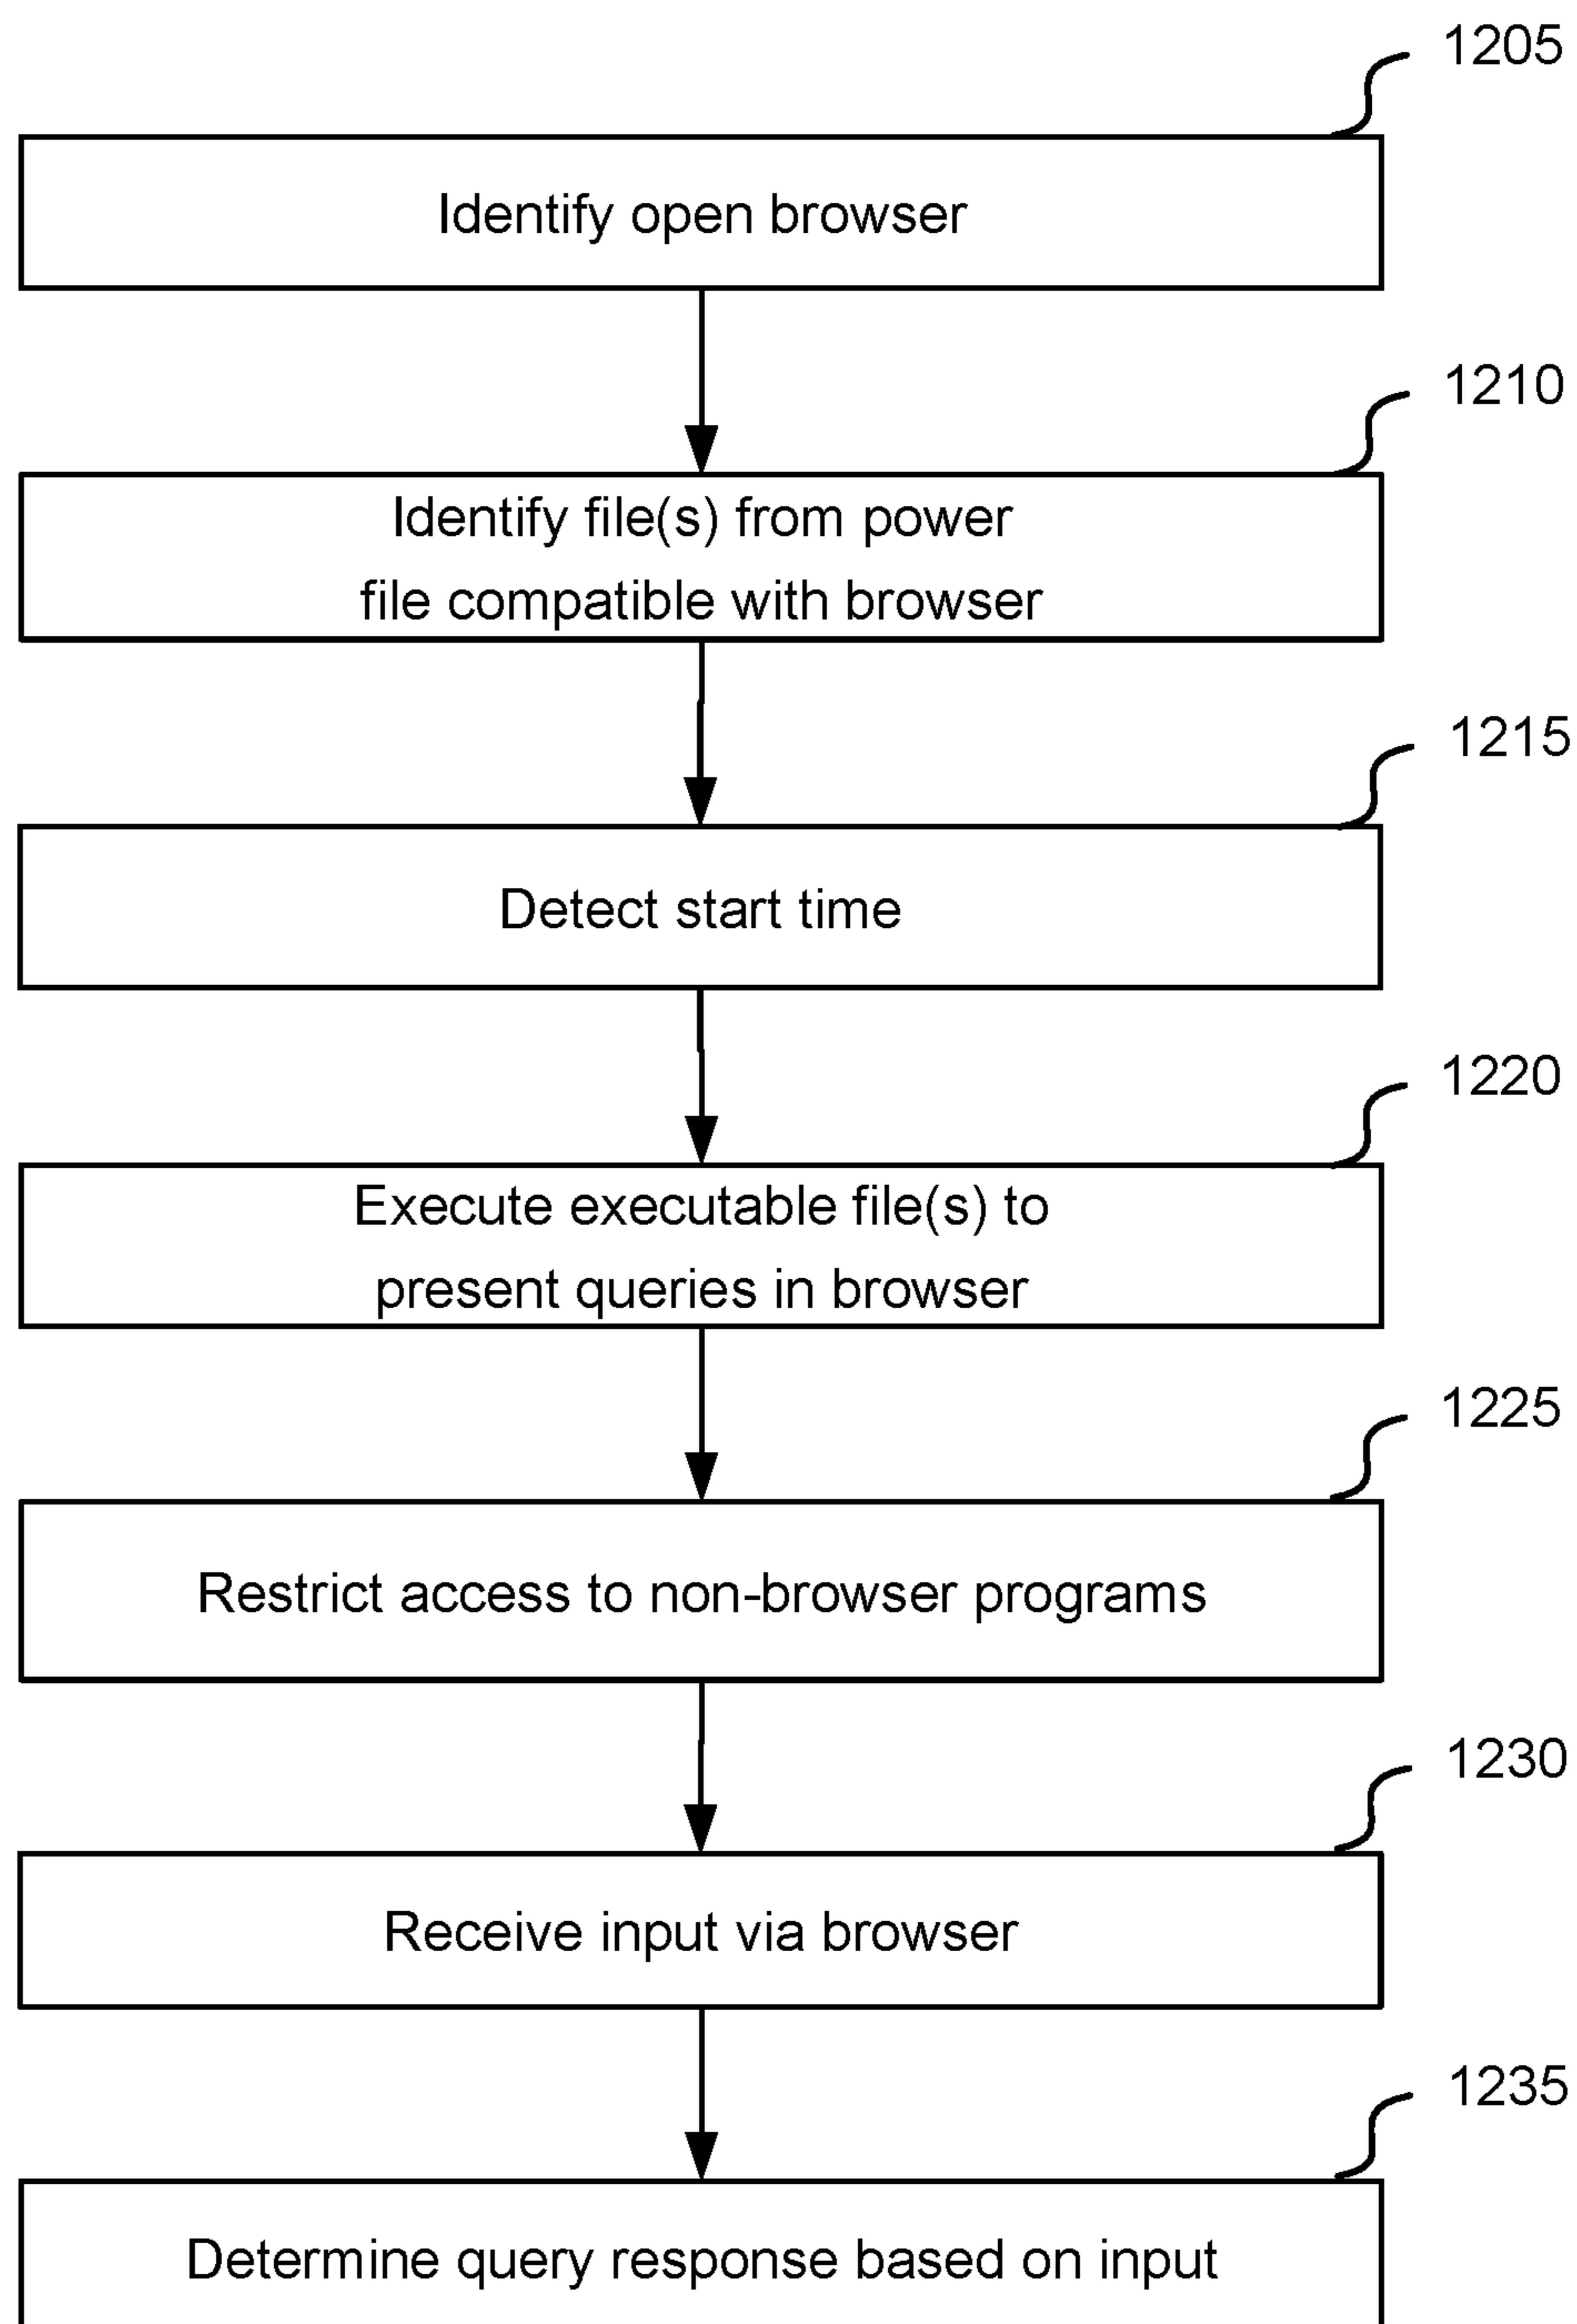 1205
Identify open browser
1210
Identify file(s) from power
file compatible with browser
1215
Detect start time
1220
Execute executable file(s) to
present queries in browser
1225
Restrict access to non-browser programs
1230
Receive input via browser
1235
Determine query response based on input